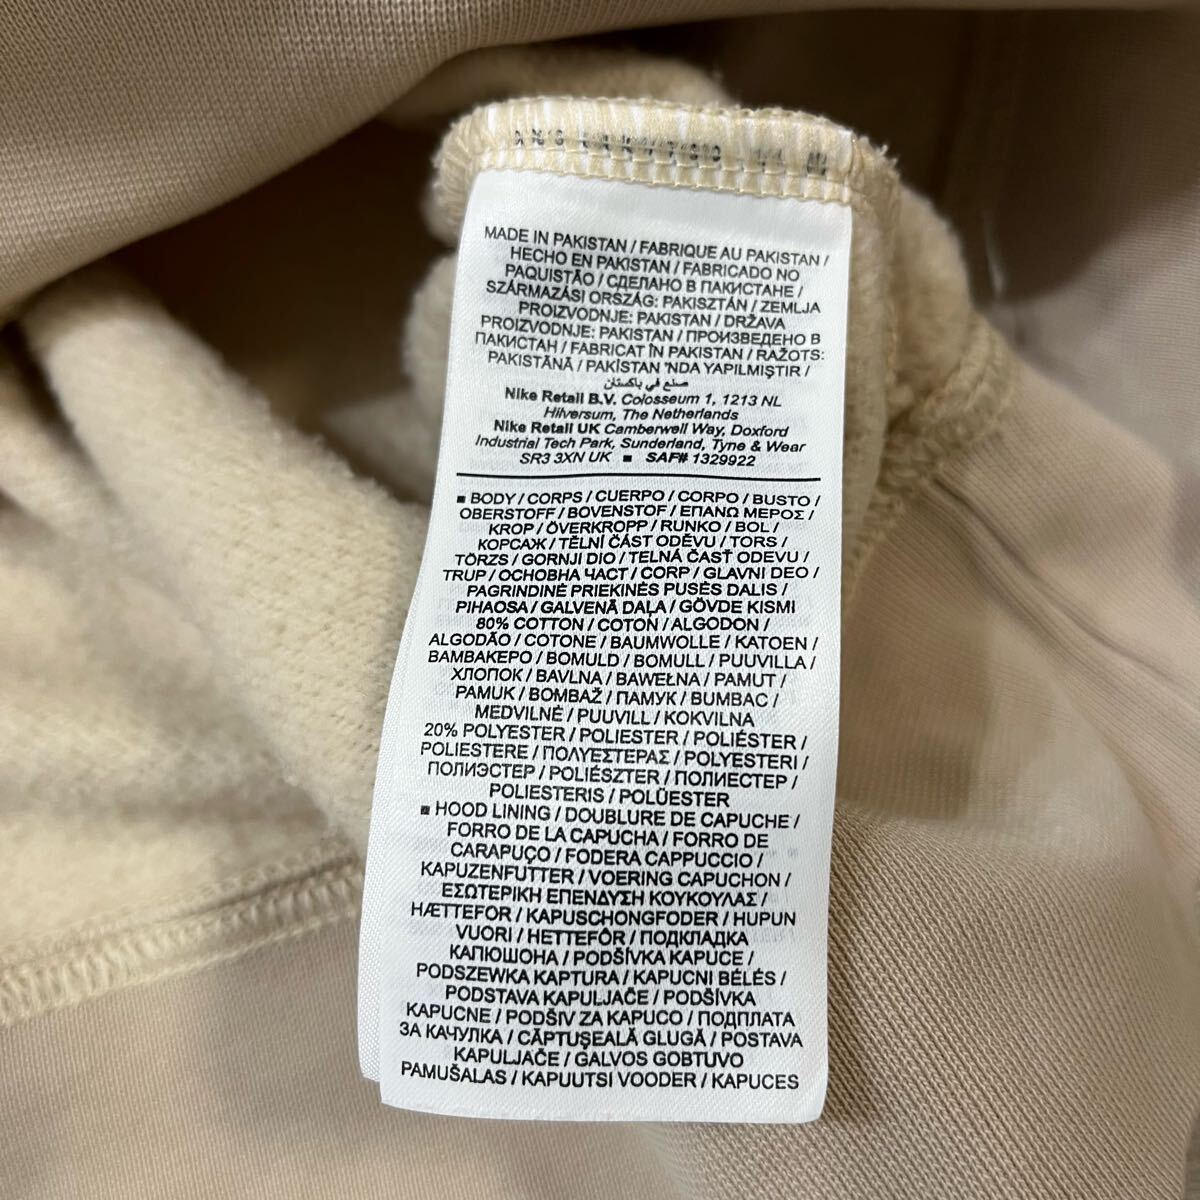 MADE IN PAKISTAN / FABRIQUE AU PAKISTAN /
HECHO EN PAKISTAN / FABRICADO NO
PAQUISTÃO / СДЕЛАНО В ПАКИСТАНЕ /
SZÁRMAZÁSI ORSZÁG: PAKISZTÁN / ZEMLJA
PROIZVODNJE: PAKISTAN / DRŽAVA
PROIZVODNJE: PAKISTAN / ПРОИЗВЕДЕНО В
ПАКИСТАН / FABRICAT ÎN PAKISTAN / RAŽOTS:
PAKISTĀNĀ / PAKİSTAN 'NDA YAPILMIŞTIR /
صنع في باكستان
Nike Retail B.V. Colosseum 1, 1213 NL
Hilversum, The Netherlands
Nike Retail UK Camberwell Way, Doxford
Industrial Tech Park, Sunderland, Tyne & Wear
SR3 3XN UK ■ SAF# 1329922
■ BODY / CORPS / CUERPO / CORPO / BUSTO /
OBERSTOFF / BOVENSTOF / ΕΠΑΝΩ ΜΕΡΟΣ /
KROP / ÖVERKROPP / RUNKO / BOL /
КОРСАЖ / TĚLNÍ ČÁST ODĚVU / TORS /
TÖRZS / GORNJI DIO / TELNÁ ČASŤ ODEVU /
TRUP / ОСНОВНА ЧАСТ / CORP / GLAVNI DEO /
PAGRINDINĖ PRIEKINĖS PUSĖS DALIS /
PIHAOSA / GALVENĀ DAĻA / GÖVDE KISMI
80% COTTON / COTON / ALGODON /
ALGODÃO / COTONE / BAUMWOLLE / KATOEN /
ΒΑΜΒΑΚΕΡΟ / BOMULD / BOMULL / PUUVILLA /
ХЛОПОК / BAVLNA / BAWEŁNA / PAMUT /
PAMUK / BOMBAŽ / ПАМУК / BUMBAC /
MEDVILNĖ / PUUVILL / KOKVILNA
20% POLYESTER / POLIESTER / POLIÉSTER /
POLIESTERE / ΠΟΛΥΕΣΤΕΡΑΣ / POLYESTERI /
ПОЛИЭСТЕР / POLIÉSZTER / ПОЛИЕСТЕР /
POLIESTERIS / POLÜESTER
■ HOOD LINING / DOUBLURE DE CAPUCHE /
FORRO DE LA CAPUCHA / FORRO DE
CARAPUÇO / FODERA CAPPUCCIO /
KAPUZENFUTTER / VOERING CAPUCHON /
ΕΣΩΤΕΡΙΚΗ ΕΠΕΝΔΥΣΗ ΚΟΥΚΟΥΛΑΣ /
HÆTTEFOR / KAPUSCHONGFODER / HUPUN
VUORI / HETTEFÔR / ПОДКЛАДКА
КАПЮШОНА / PODŠÍVKA KAPUCE /
PODSZEWKA KAPTURA / KAPUCNI BÉLÉS /
PODSTAVA KAPULJAČE / PODŠÍVKA
KAPUCNE / PODŠIV ZA KAPUCO / ПОДПЛАТА
ЗА КАЧУЛКА / CĂPTUŞEALĂ GLUGĂ / POSTAVA
KAPULJAČE / GALVOS GOBTUVO
PAMUŠALAS / KAPUUTSI VOODER / KAPUCES